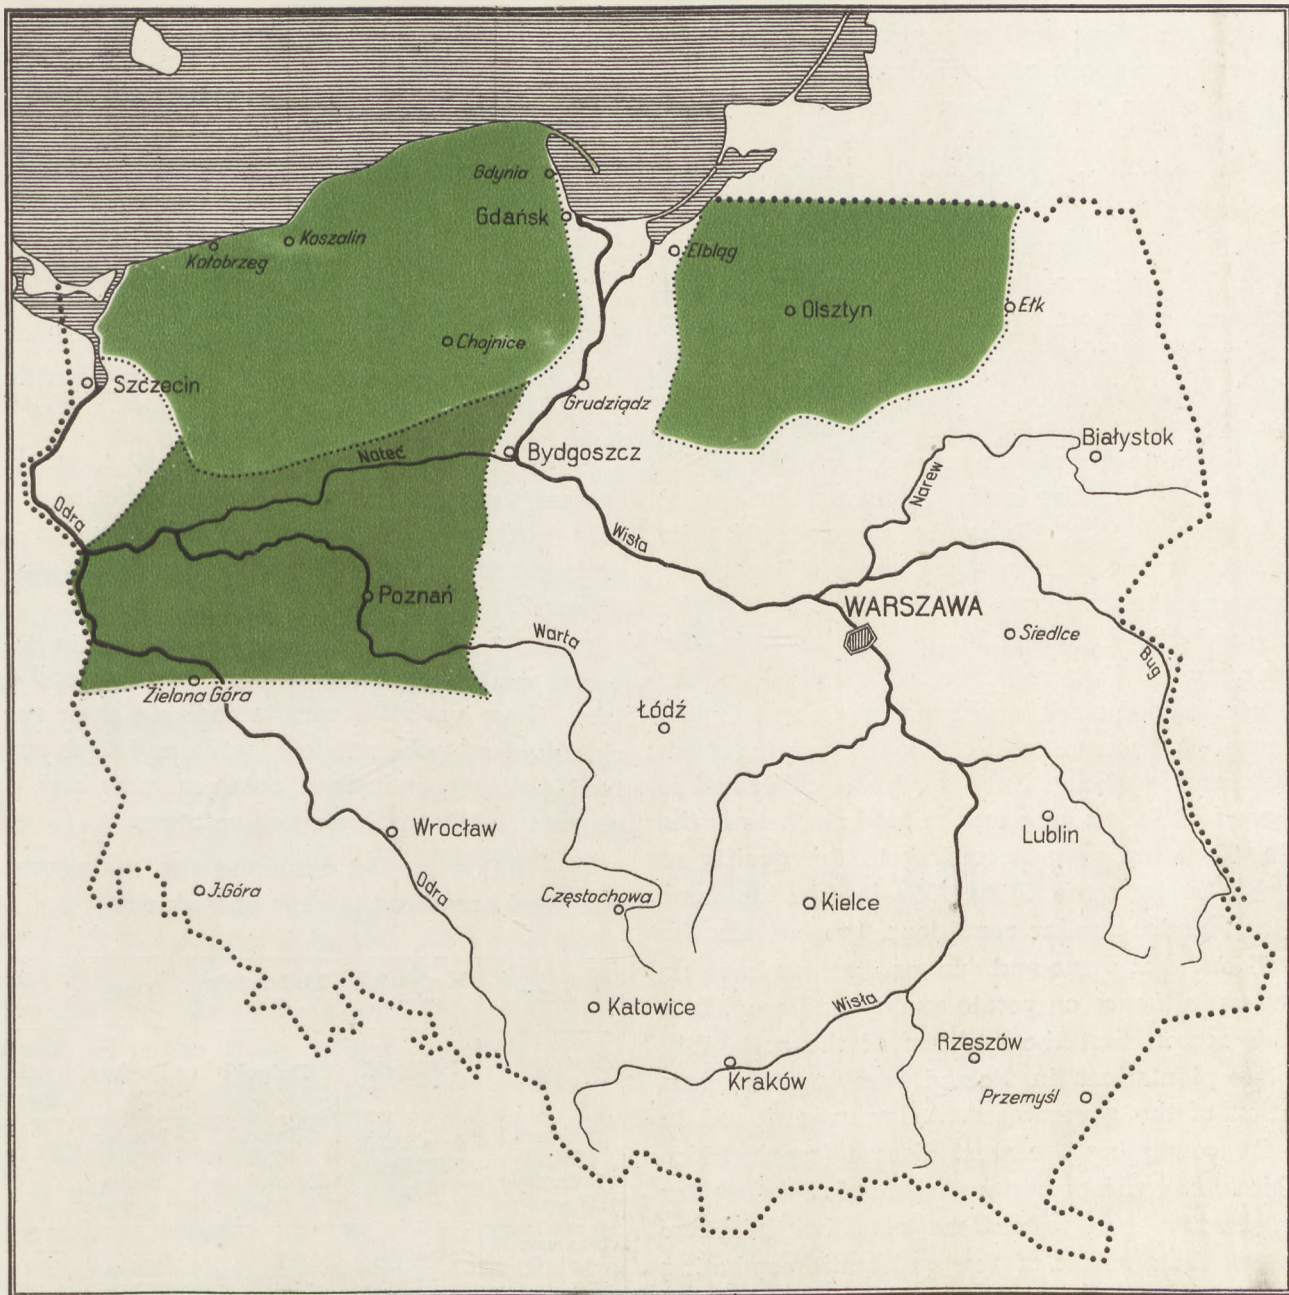 Gdynia
Gdańsk
Koszalin
Kołobrzeg
Elbląg
Olsztyn
Ełk
Chojnice
Szczecin
Grudziądz
Białystok
Noteć
Bydgoszcz
Narew
Odra
Wisła
Poznań
WARSZAWA
Warta
Siedlce
Bug
Zielona Góra
Łódź
Wrocław
Lublin
Odra
J.Góra
Częstochowa
Kielce
Katowice
Wisła
Rzeszów
Kraków
Przemyśl